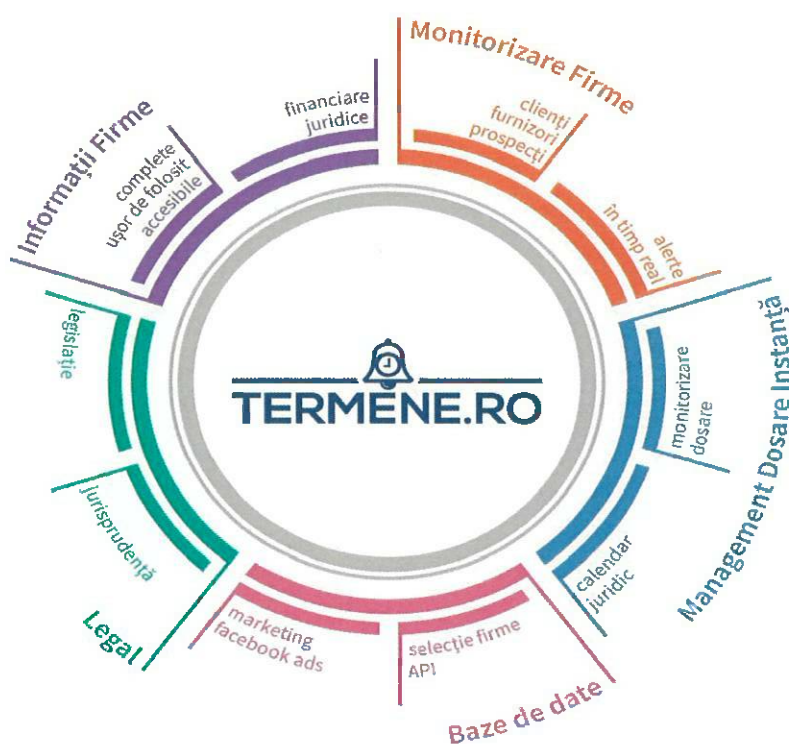 Monitorizare Firme
clienți
furnizori
prospecți
alerte
în timp real
Management Dosare Instanță
monitorizare
dosare
calendar
juridic
Baze de date
selecție firme
API
marketing
facebook ads
Legal
jurisprudență
legislație
Informații Firme
complete
ușor de folosit
accesibile
financiare
juridice
TERMENE.RO